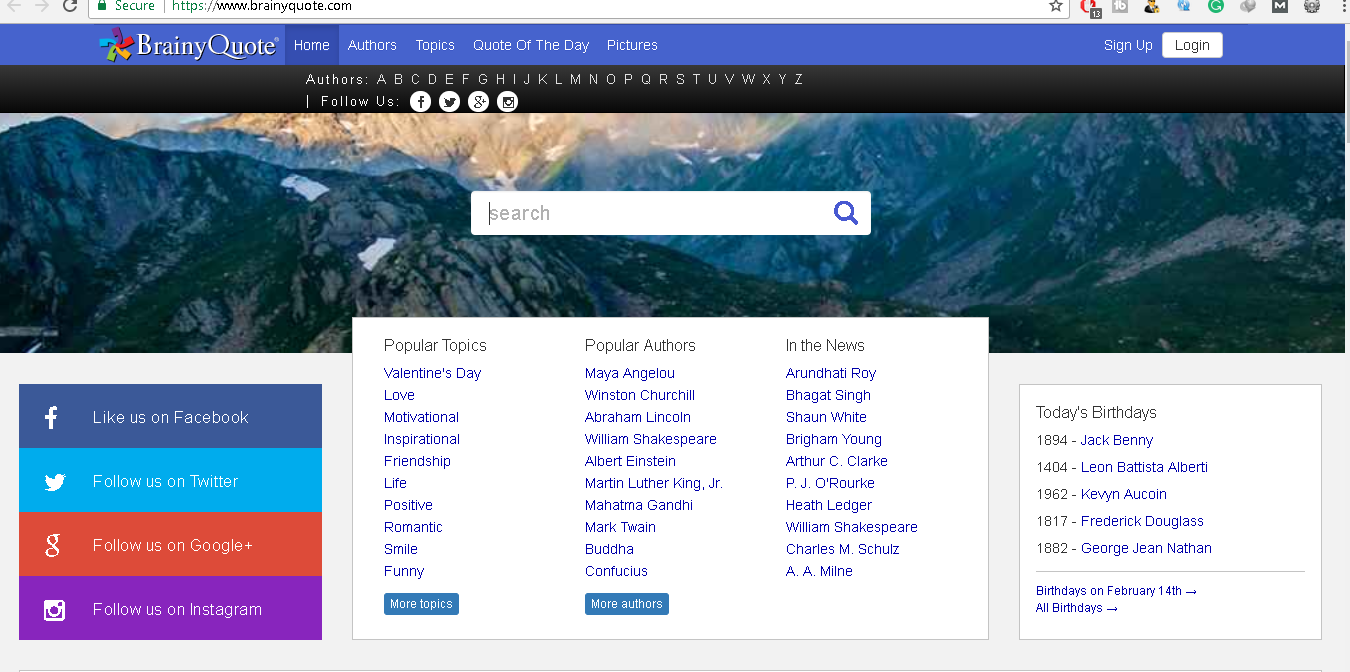 Secure | https://www.brainyquote.com
13
BrainyQuote® Home Authors Topics Quote Of The Day Pictures Sign Up Login
Authors: A B C D E F G H I J K L M N O P Q R S T U V W X Y Z
| Follow Us:
search
Like us on Facebook
Follow us on Twitter
Follow us on Google+
Follow us on Instagram
Popular Topics
Valentine's Day
Love
Motivational
Inspirational
Friendship
Life
Positive
Romantic
Smile
Funny
More topics
Popular Authors
Maya Angelou
Winston Churchill
Abraham Lincoln
William Shakespeare
Albert Einstein
Martin Luther King, Jr.
Mahatma Gandhi
Mark Twain
Buddha
Confucius
More authors
In the News
Arundhati Roy
Bhagat Singh
Shaun White
Brigham Young
Arthur C. Clarke
P. J. O'Rourke
Heath Ledger
William Shakespeare
Charles M. Schulz
A. A. Milne
Today's Birthdays
1894 - Jack Benny
1404 - Leon Battista Alberti
1962 - Kevyn Aucoin
1817 - Frederick Douglass
1882 - George Jean Nathan
Birthdays on February 14th →
All Birthdays →